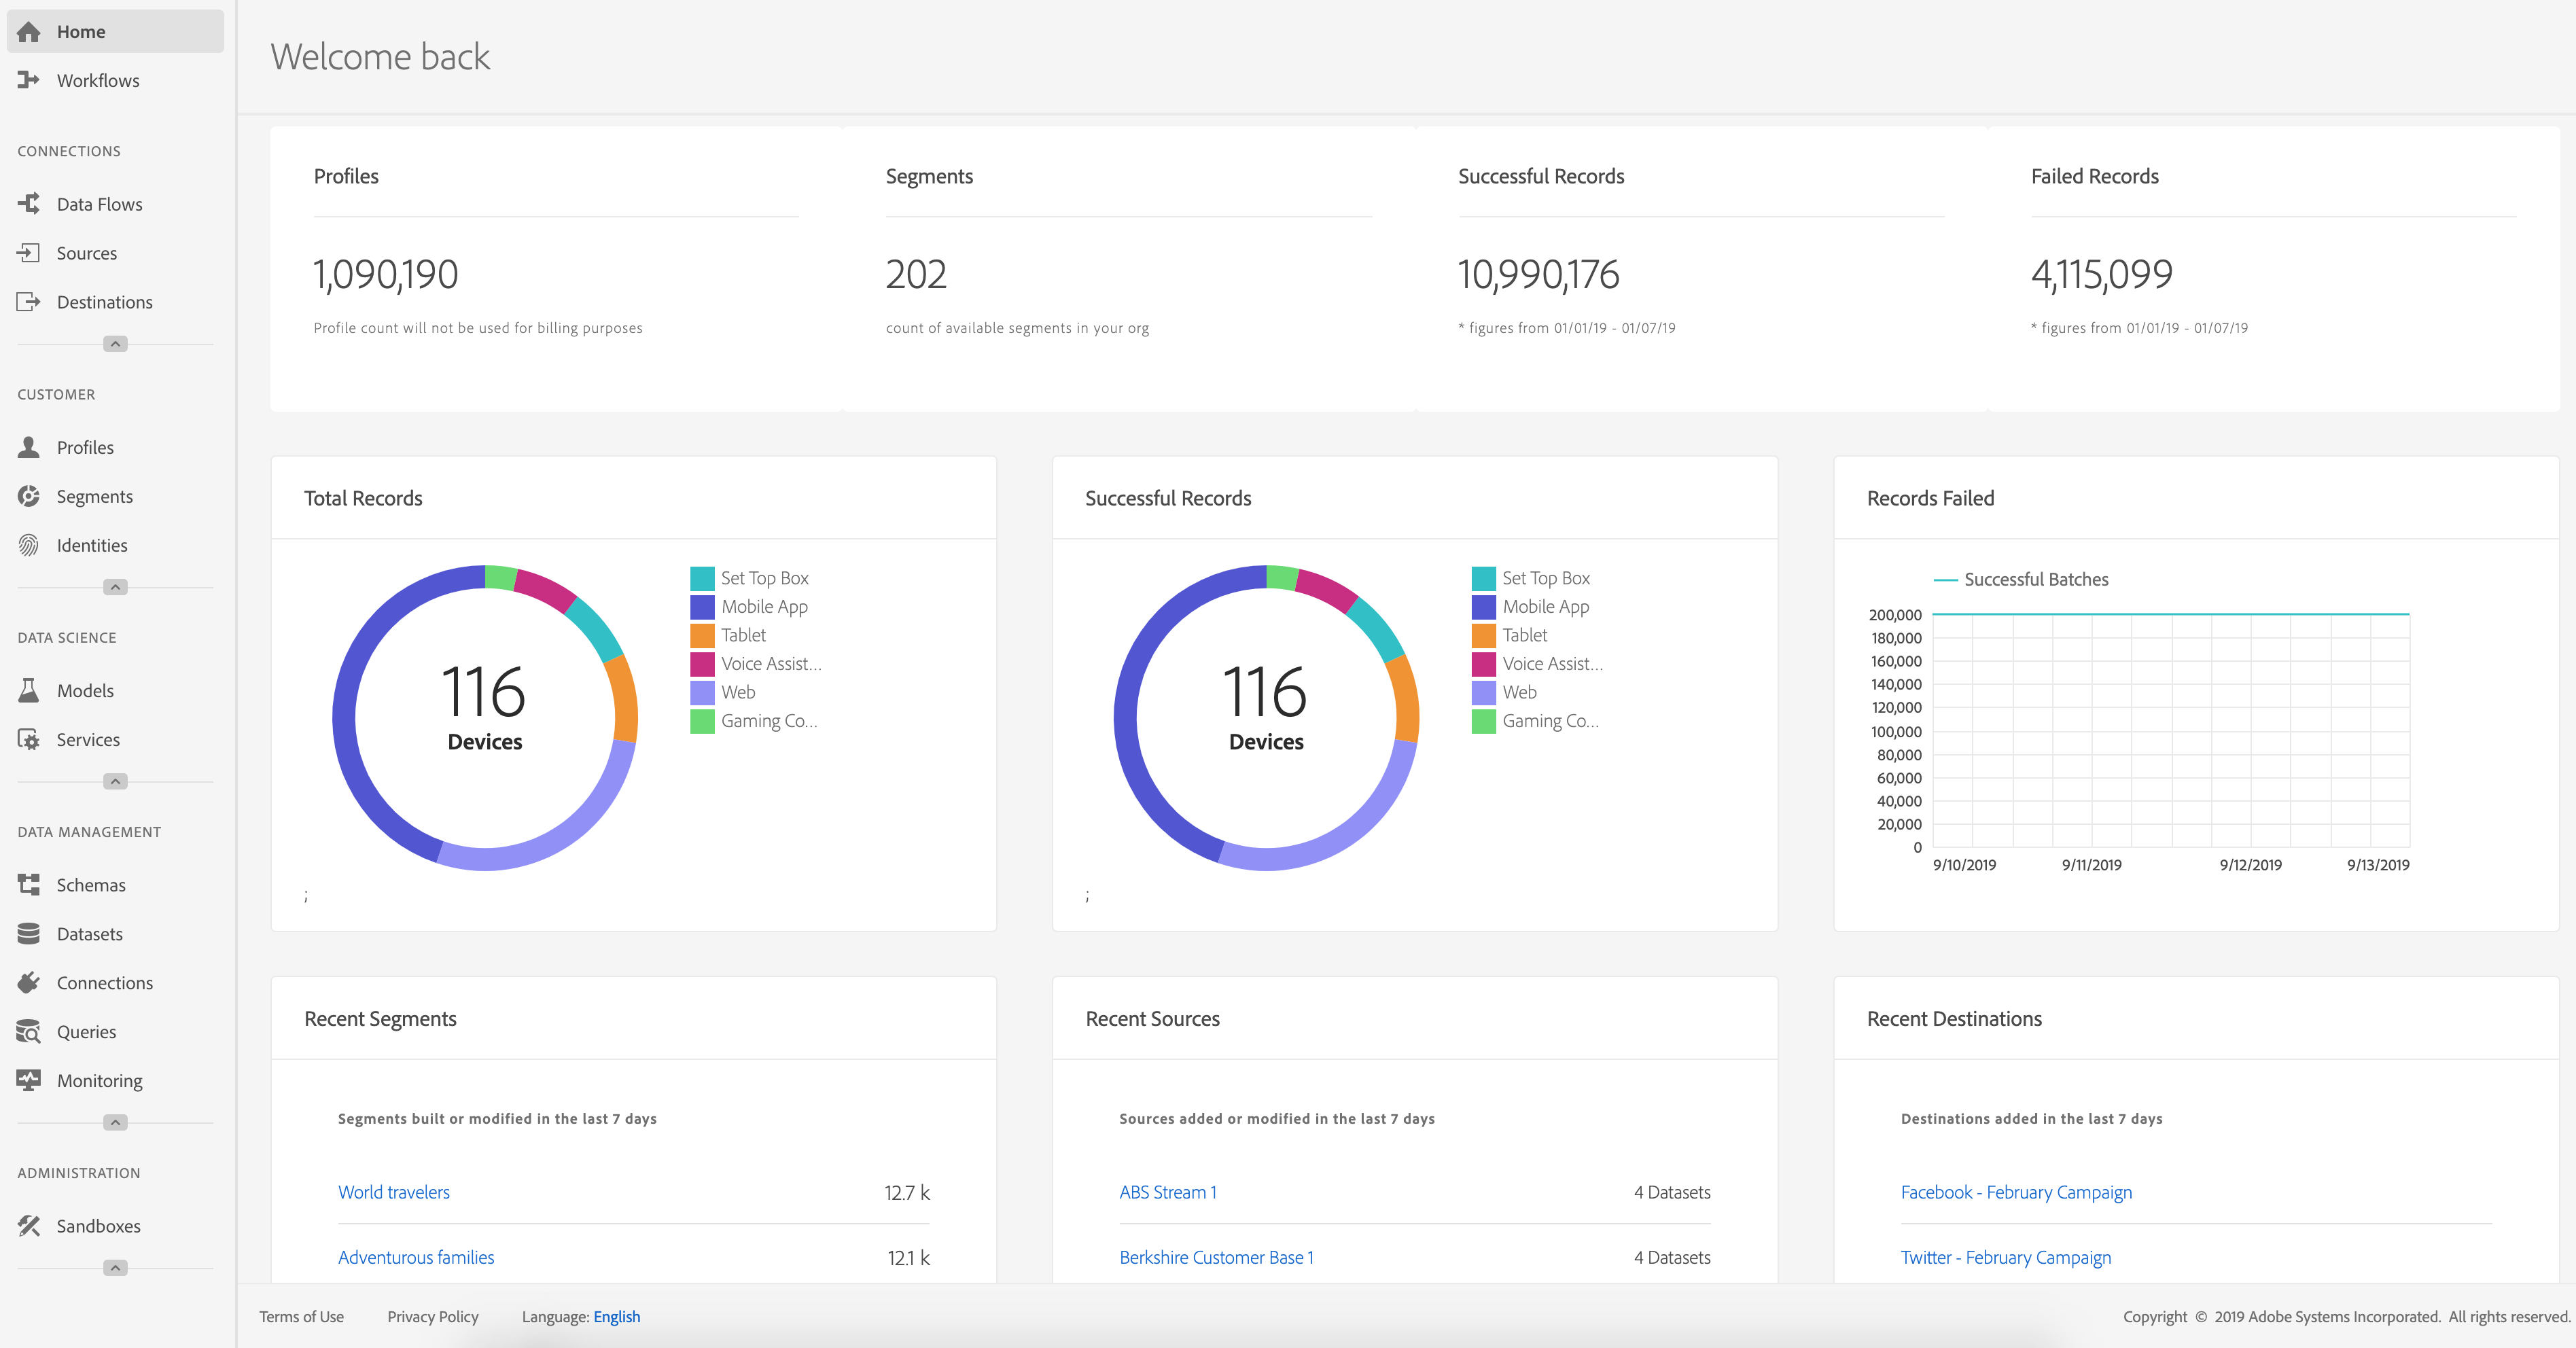 Home
Workflows
CONNECTIONS
Data Flows
Sources
Destinations
CUSTOMER
Profiles
Segments
Identities
DATA SCIENCE
Models
Services
DATA MANAGEMENT
Schemas
Datasets
Connections
Queries
Monitoring
ADMINISTRATION
Sandboxes
Welcome back
Profiles
1,090,190
Profile count will not be used for billing purposes
Segments
202
count of available segments in your org
Successful Records
10,990,176
* figures from 01/01/19 - 01/07/19
Failed Records
4,115,099
* figures from 01/01/19 - 01/07/19
Total Records
116
Devices
Set Top Box
Mobile App
Tablet
Voice Assist...
Web
Gaming Co...
;
Successful Records
116
Devices
Set Top Box
Mobile App
Tablet
Voice Assist...
Web
Gaming Co...
;
Records Failed
Successful Batches
200,000
180,000
160,000
140,000
120,000
100,000
80,000
60,000
40,000
20,000
0
9/10/2019 9/11/2019 9/12/2019 9/13/2019
Recent Segments
Segments built or modified in the last 7 days
World travelers 12.7 k
Adventurous families 12.1 k
Recent Sources
Sources added or modified in the last 7 days
ABS Stream 1 4 Datasets
Berkshire Customer Base 1 4 Datasets
Recent Destinations
Destinations added in the last 7 days
Facebook - February Campaign
Twitter - February Campaign
Terms of Use Privacy Policy Language: English Copyright © 2019 Adobe Systems Incorporated. All rights reserved.